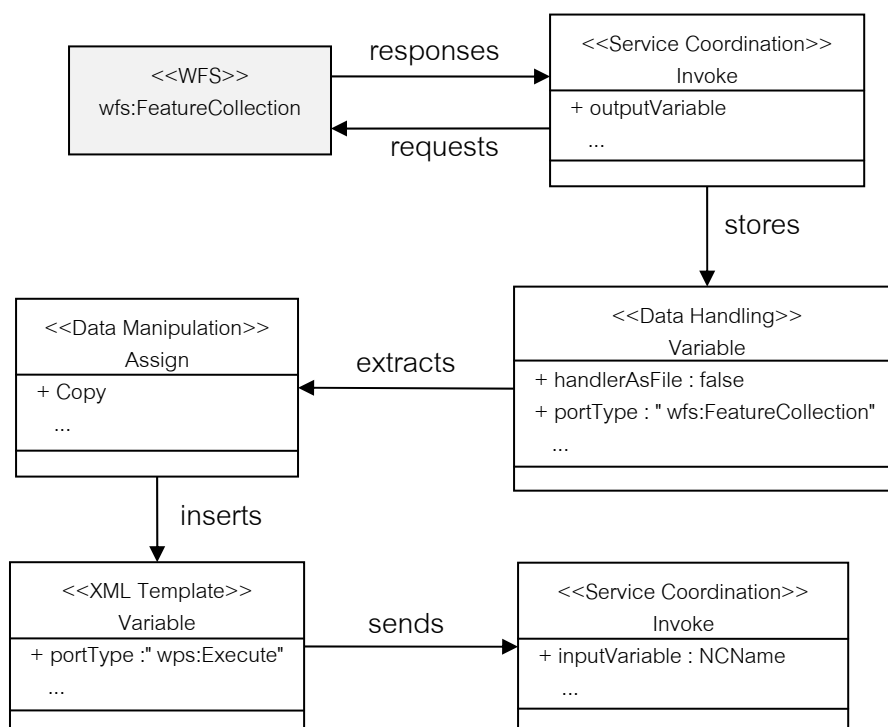 <<WFS>>
wfs:FeatureCollection
responses
requests
<<Service Coordination>>
Invoke
+ outputVariable
...
stores
<<Data Manipulation>>
Assign
+ Copy
...
extracts
<<Data Handling>>
Variable
+ handlerAsFile : false
+ portType : " wfs:FeatureCollection"
...
inserts
<<XML Template>>
Variable
+ portType :" wps:Execute"
...
sends
<<Service Coordination>>
Invoke
+ inputVariable : NCName
...